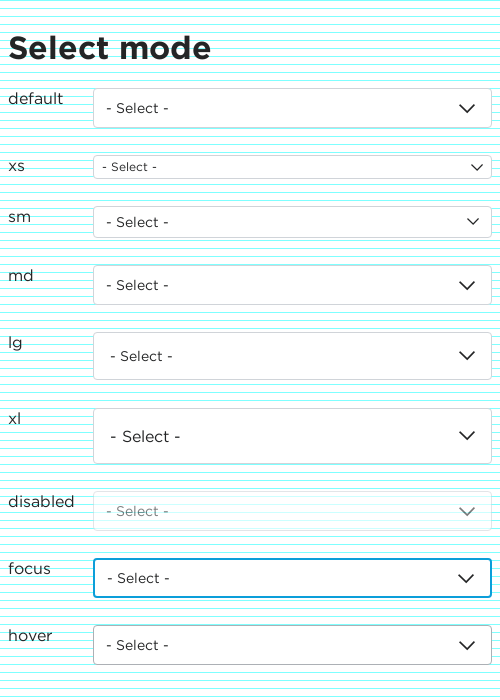 Select mode
default
- Select -
xs
- Select -
sm
- Select -
md
- Select -
lg
- Select -
xl
- Select -
disabled
- Select -
focus
- Select -
hover
- Select -